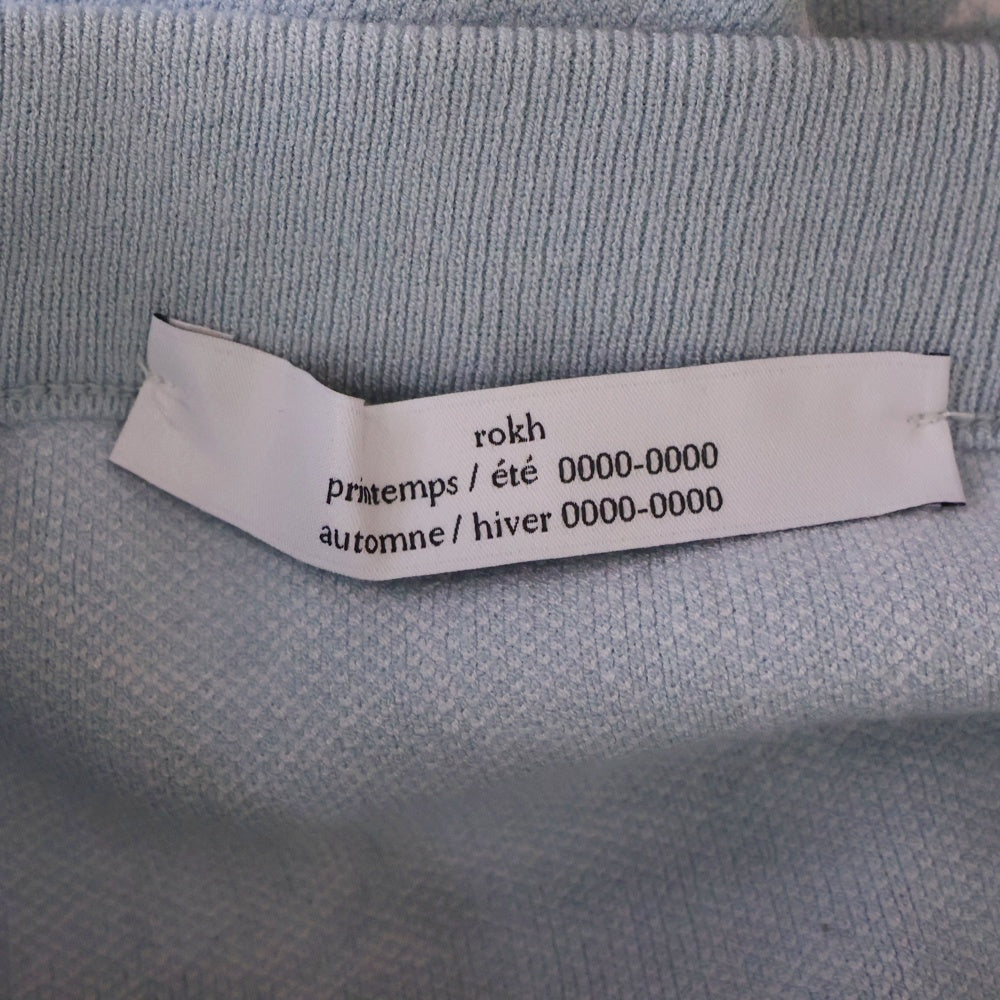 rokh
printemps / été 0000-0000
automne / hiver 0000-0000